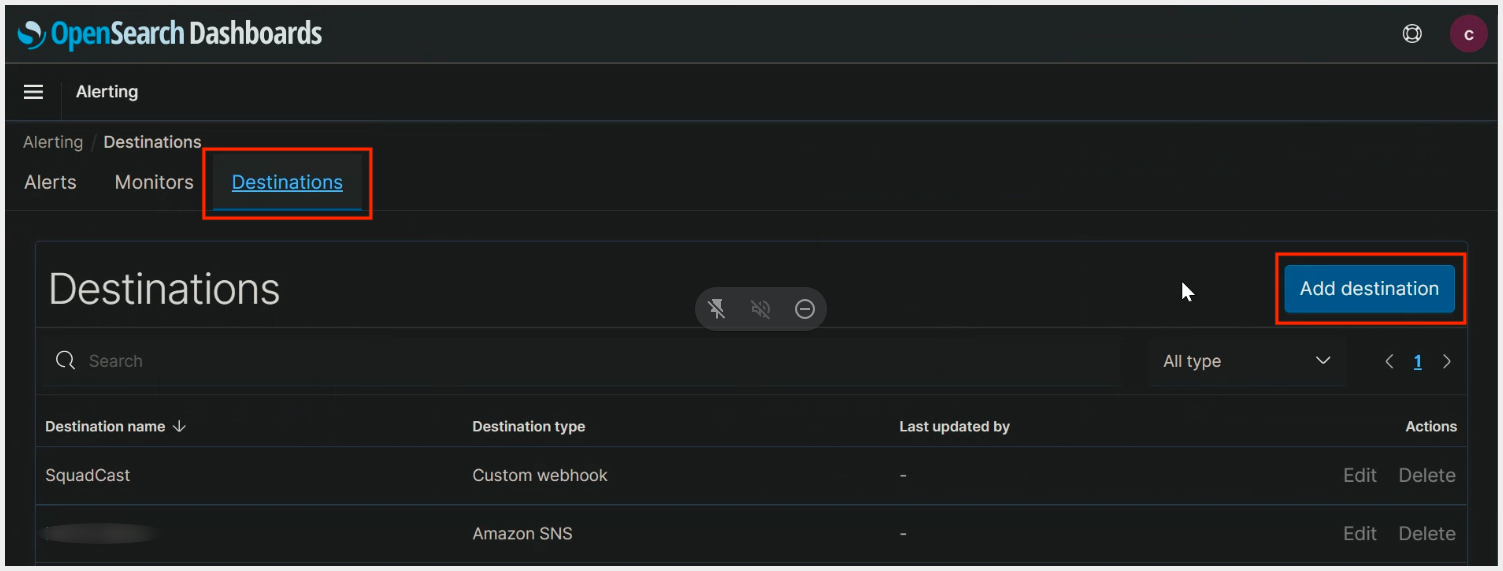 OpenSearch Dashboards
C
Alerting
Alerting / Destinations
Alerts Monitors Destinations
Destinations
Add destination
Search
All type
1
Destination name Destination type Last updated by Actions
SquadCast Custom webhook - Edit Delete
Amazon SNS - Edit Delete